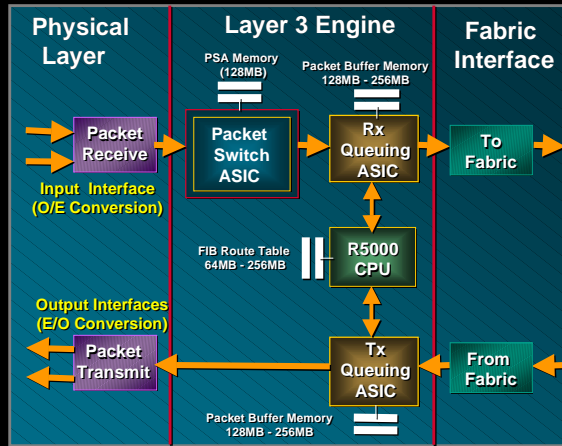 Physical
Layer
Layer 3 Engine
Fabric
Interface
PSA Memory
(128MB)
Packet Buffer Memory
128MB - 256MB
Packet
Receive
Packet
Switch
ASIC
Rx
Queuing
ASIC
To
Fabric
Input Interface
(O/E Conversion)
FIB Route Table
64MB - 256MB
R5000
CPU
Output Interfaces
(E/O Conversion)
Packet
Transmit
Tx
Queuing
ASIC
From
Fabric
Packet Buffer Memory
128MB - 256MB